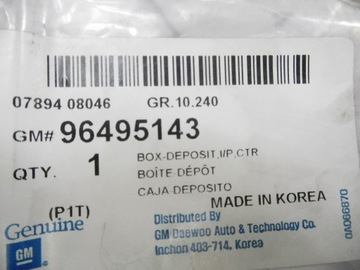 07894 08046 GR.10.240
GM# 96495143
QTY. 1 BOX-DEPOSIT,I/P,CTR
BOÎTE-DÉPÔT
CAJA-DEPOSITO
MADE IN KOREA
(P1T)
Genuine
GM
Distributed By
GM Daewoo Auto & Technology Co.
Inchon 403-714, Korea
0A066870